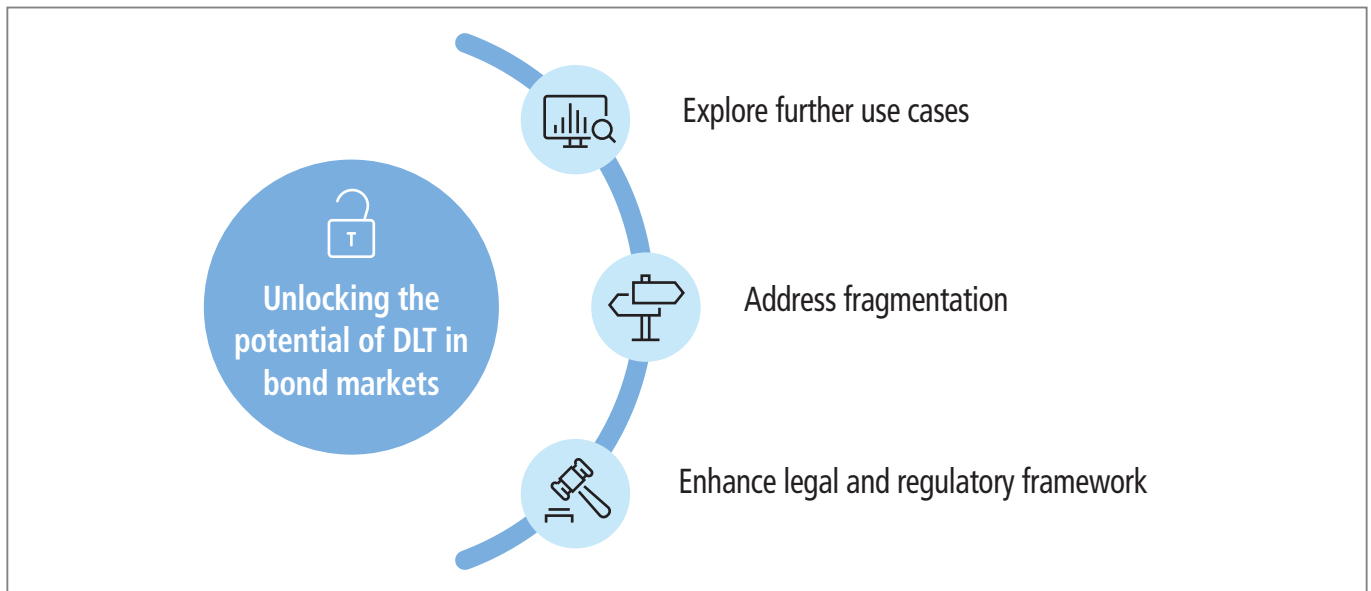 Explore further use cases
T
Unlocking the
potential of DLT in
bond markets
Address fragmentation
Enhance legal and regulatory framework